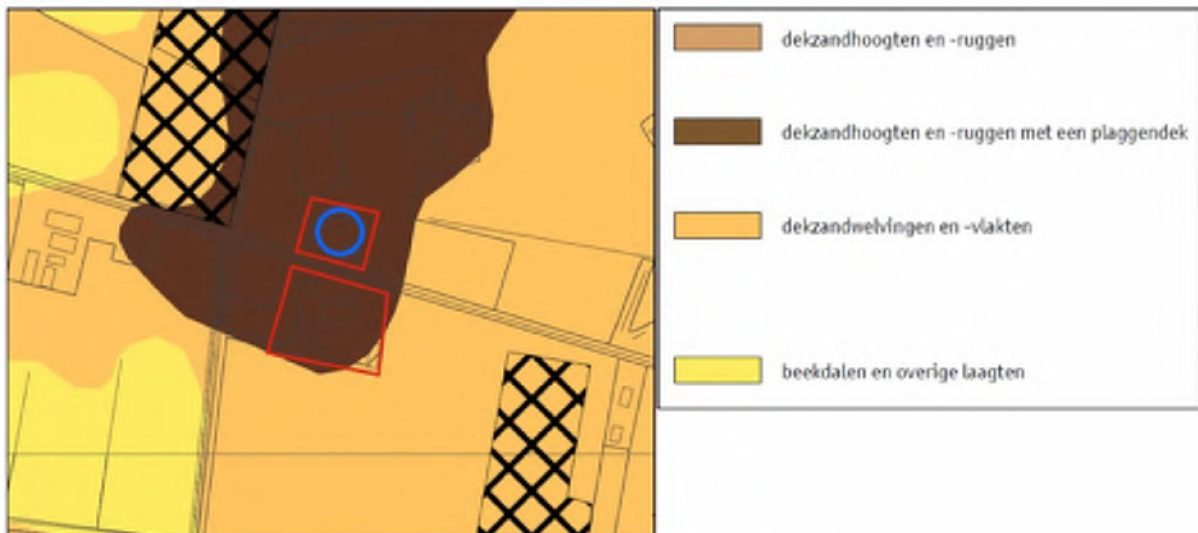 dekzandhoogten en -ruggen
dekzandhoogten en -ruggen met een plaggendek
dekzandwelvingen en -vlakten
beekdalen en overige laagten